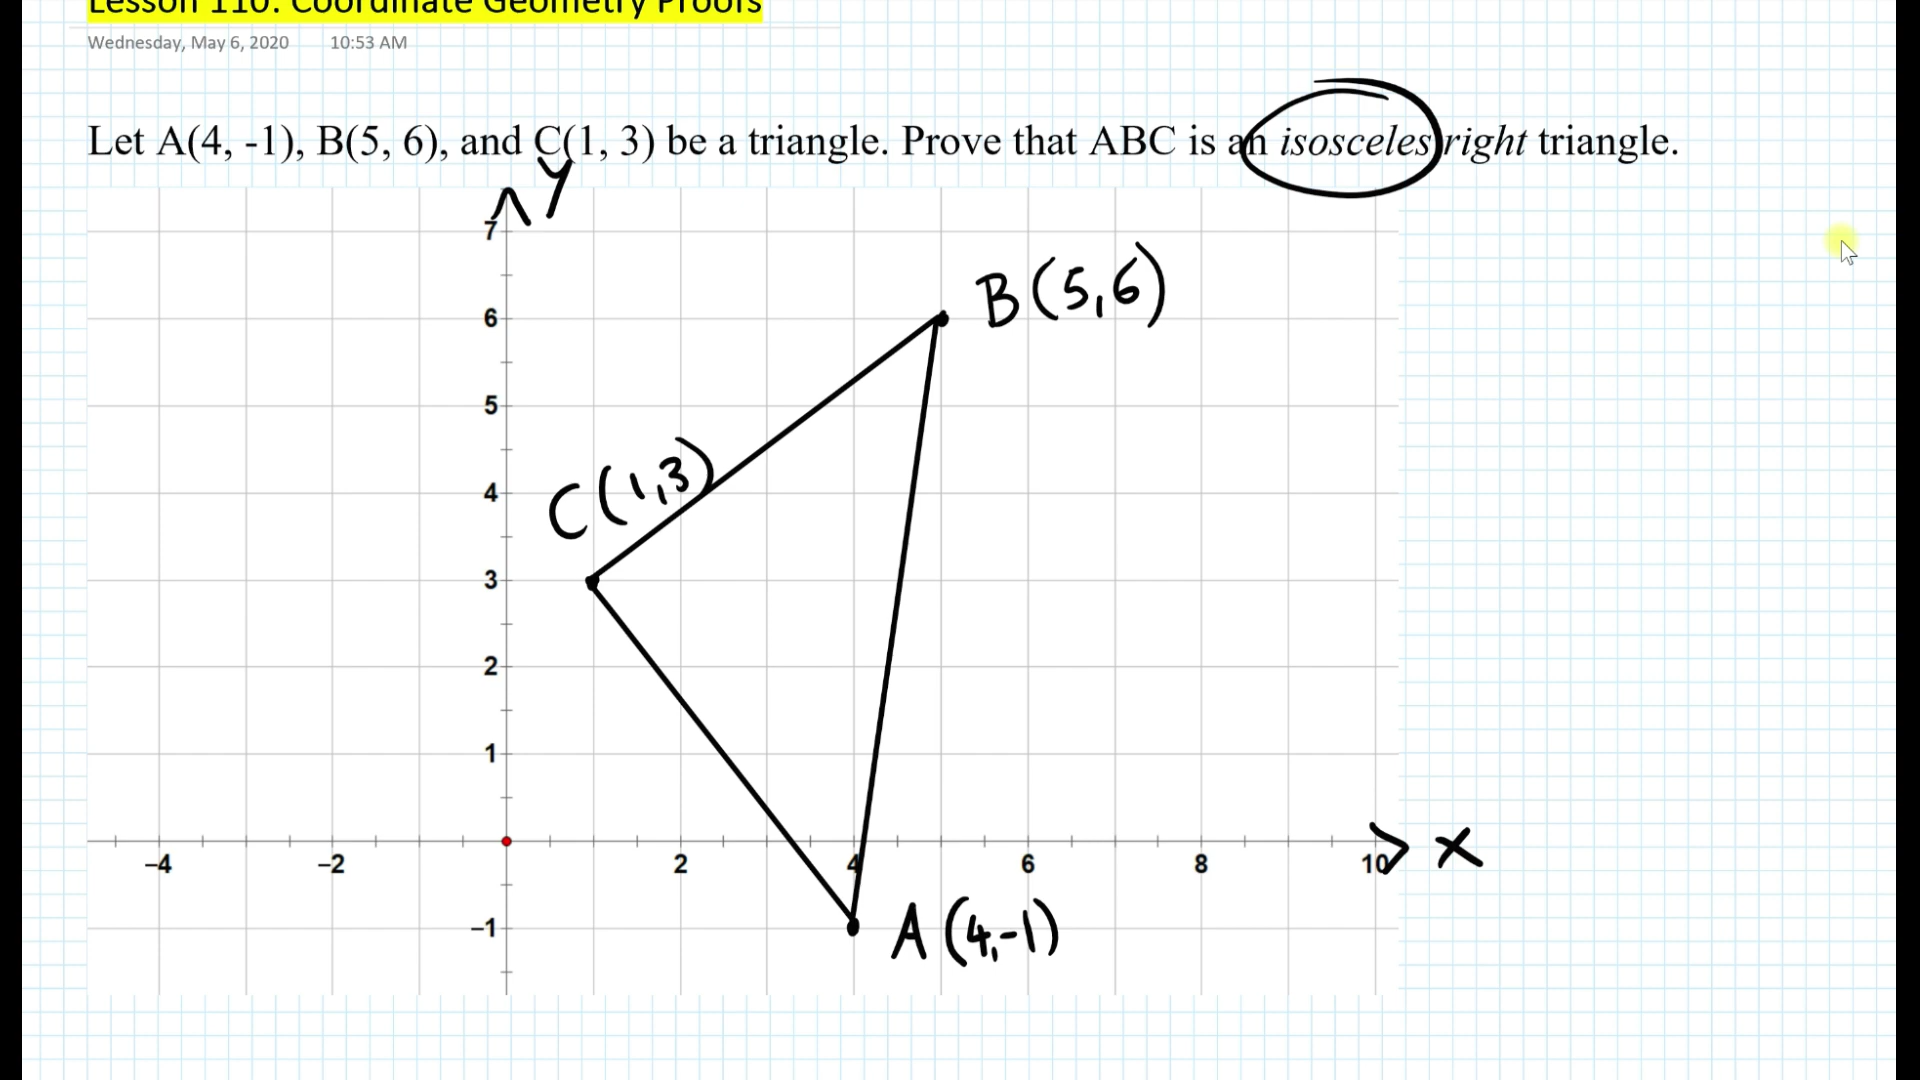 Lesson 110: Coordinate Geometry Proofs
Wednesday, May 6, 2020 10:53 AM
Let A(4, -1), B(5, 6), and C(1, 3) be a triangle. Prove that ABC is an isosceles right triangle.
y
7
B(5,6)
6
5
C(1,3)
4
3
2
1
-4 -2 2 4 6 8 10 x
-1 A(4,-1)